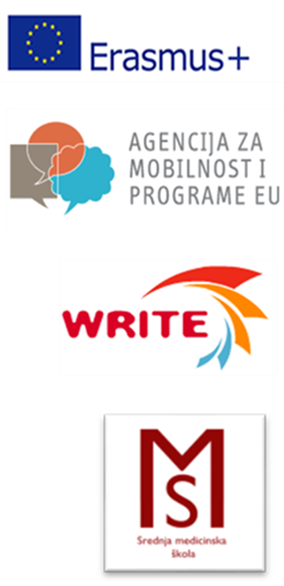 Erasmus+
AGENCIJA ZA
MOBILNOST I
PROGRAME EU
WRITE
MS
Srednja medicinska
škola